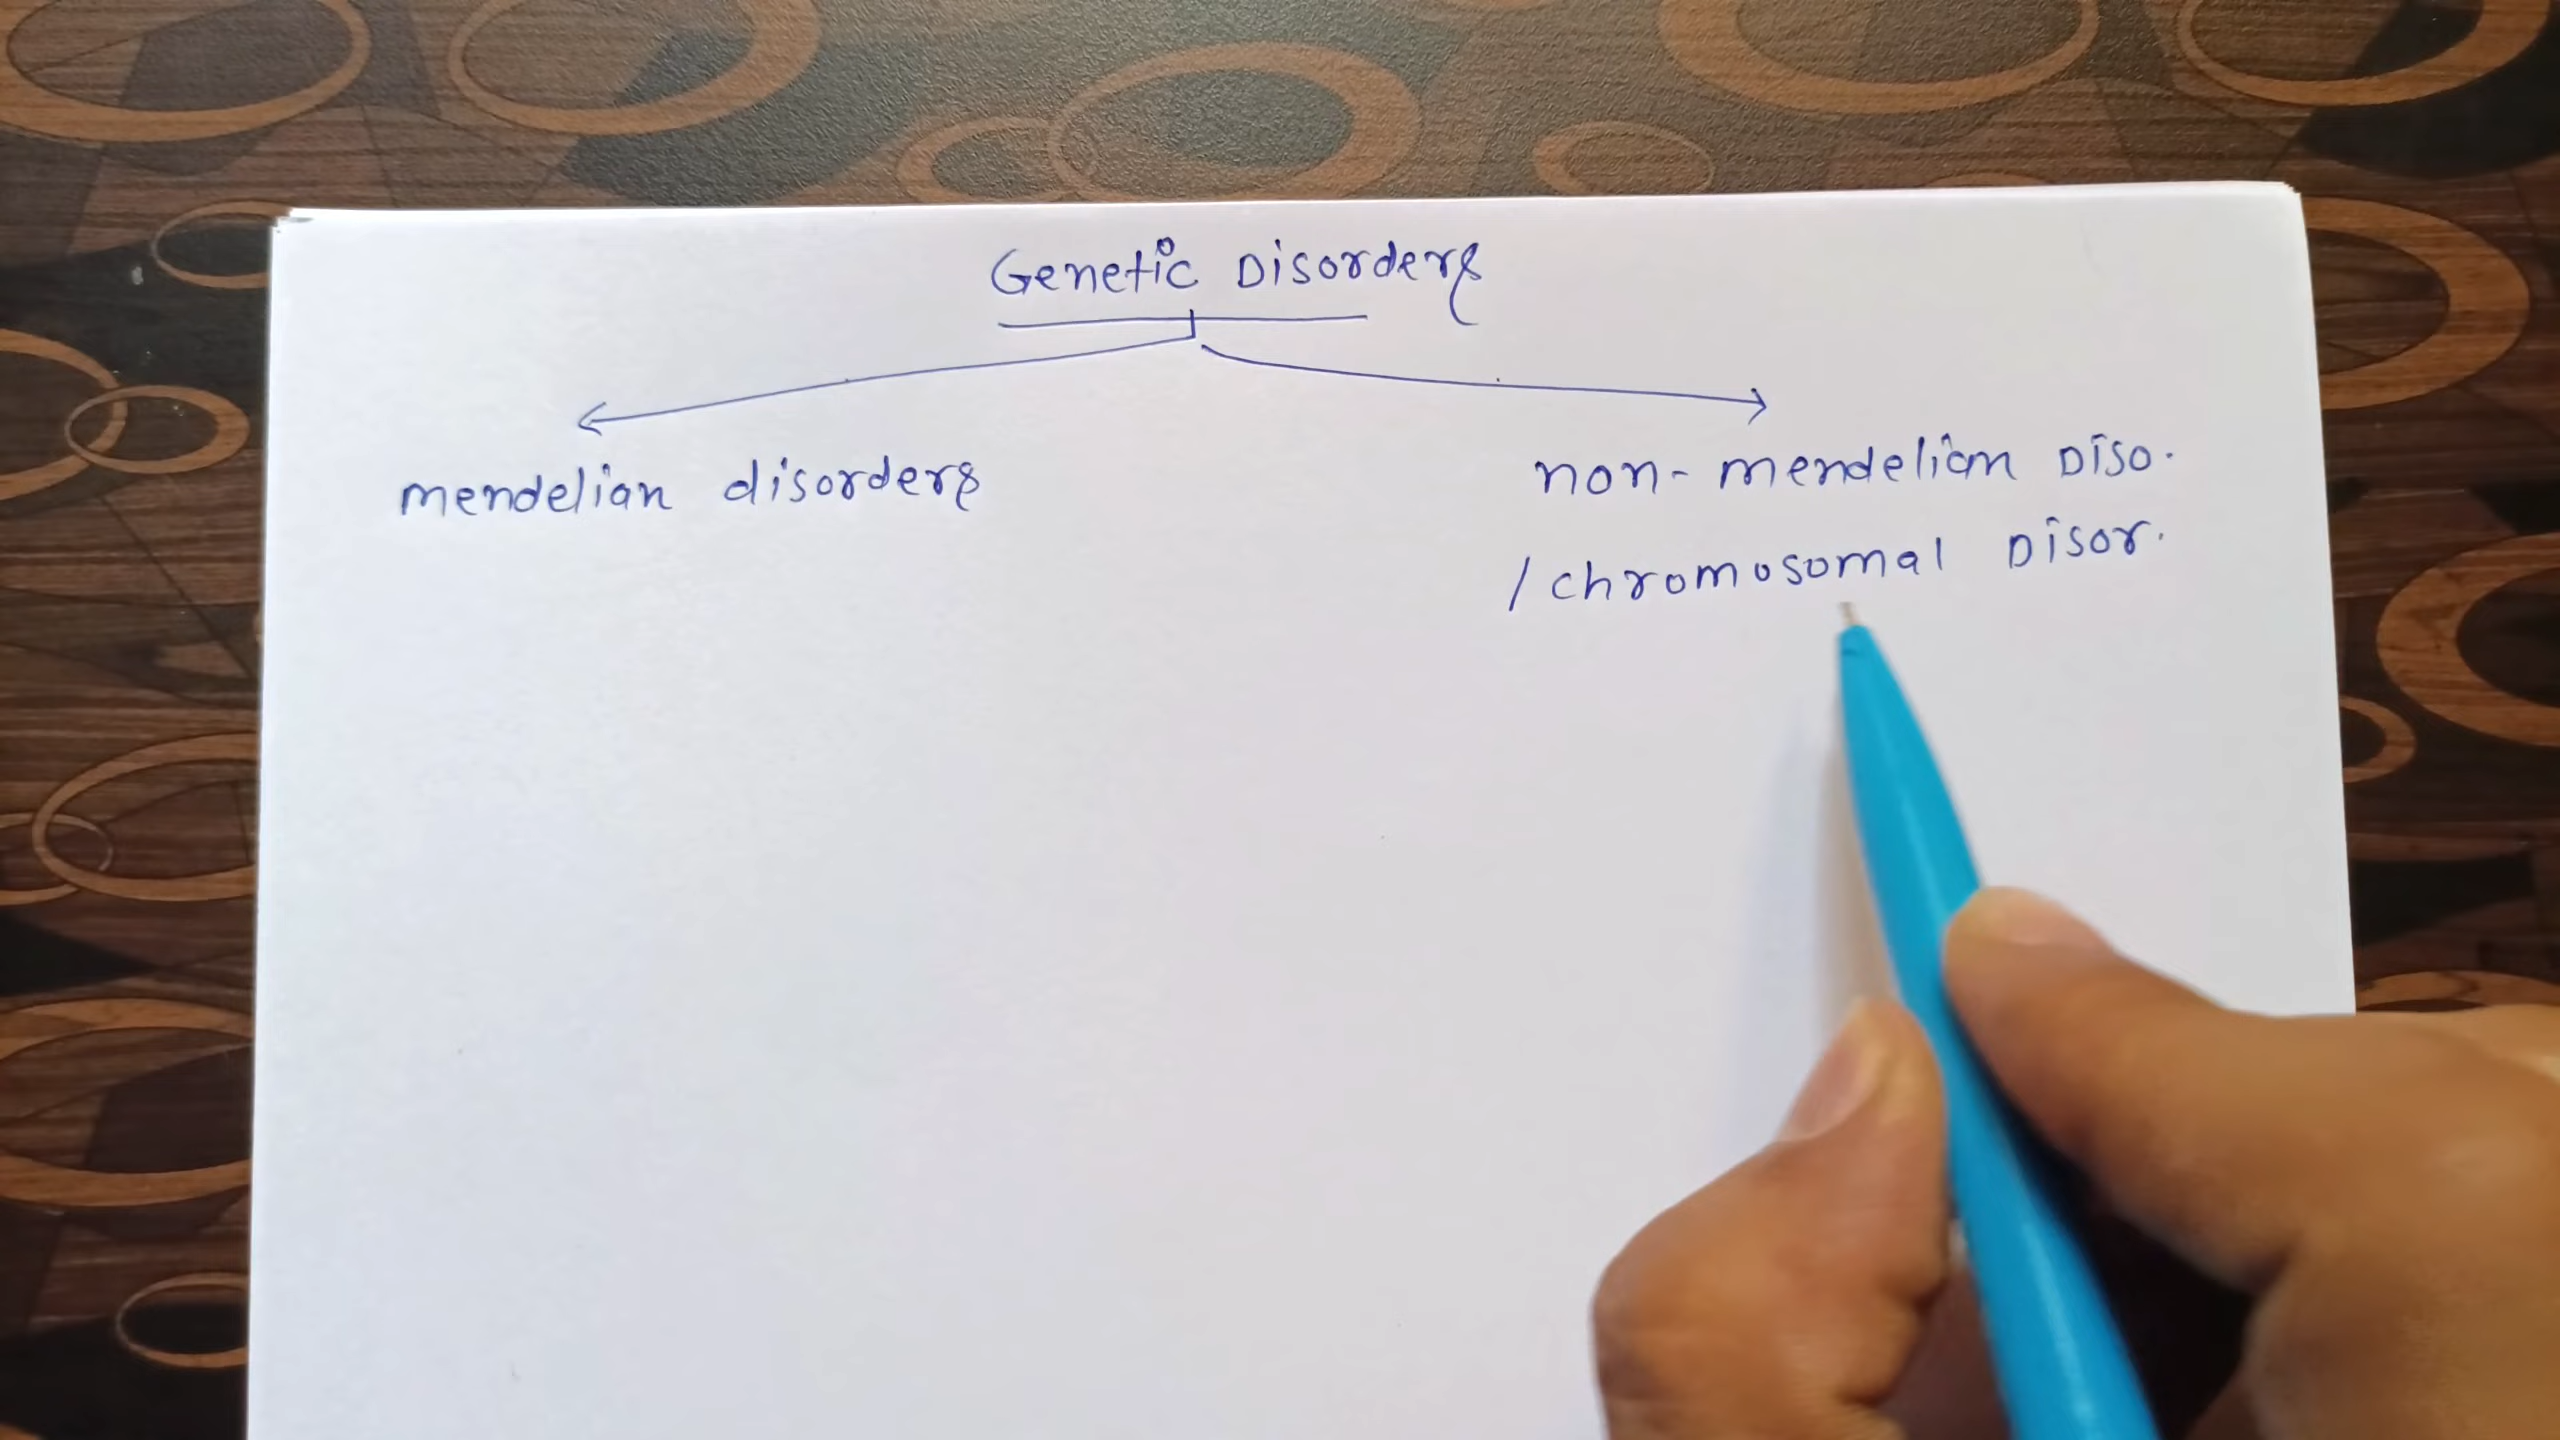 Genetic Disorders
mendelian disorders
non-mendelian Diso.
/chromosomal Disor.